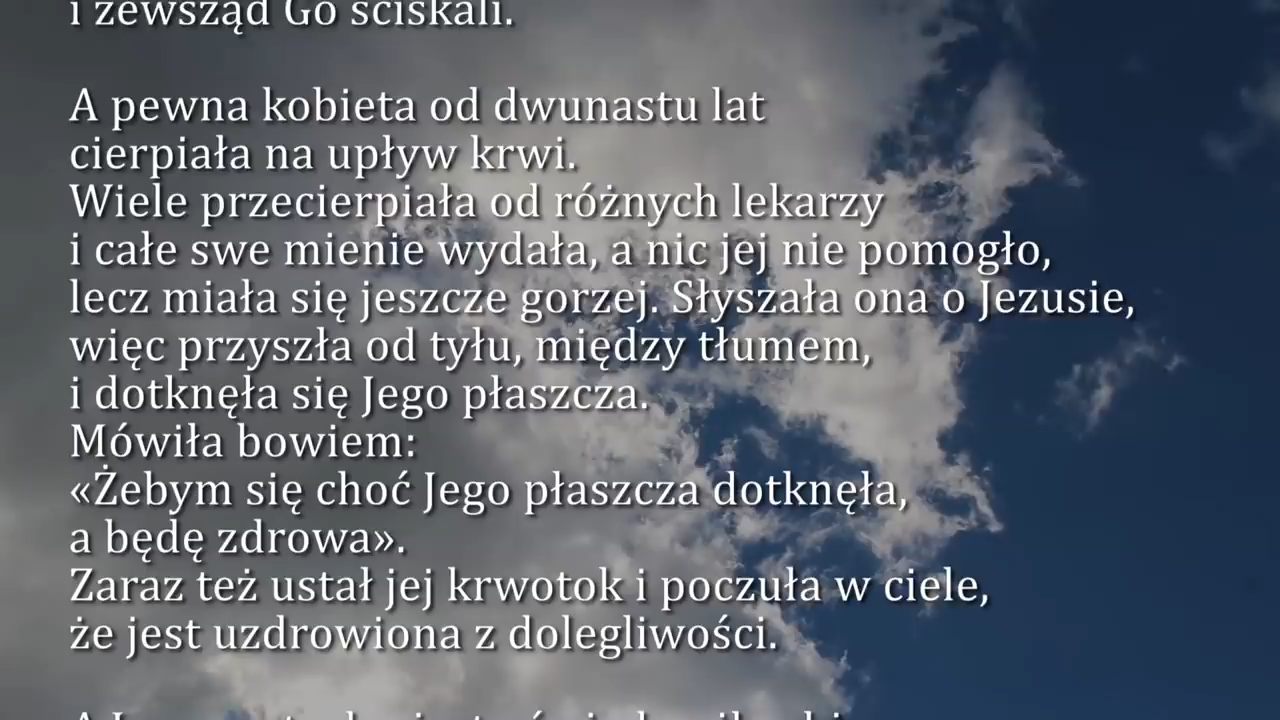 i zewsząd Go ściskali.
A pewna kobieta od dwunastu lat
cierpiała na upływ krwi.
Wiele przecierpiała od różnych lekarzy
i całe swe mienie wydała, a nic jej nie pomogło,
lecz miała się jeszcze gorzej. Słyszała ona o Jezusie,
więc przyszła od tyłu, między tłumem,
i dotknęła się Jego płaszcza.
Mówiła bowiem:
«Żebym się choć Jego płaszcza dotknęła,
a będę zdrowa».
Zaraz też ustał jej krwotok i poczuła w ciele,
że jest uzdrowiona z dolegliwości.